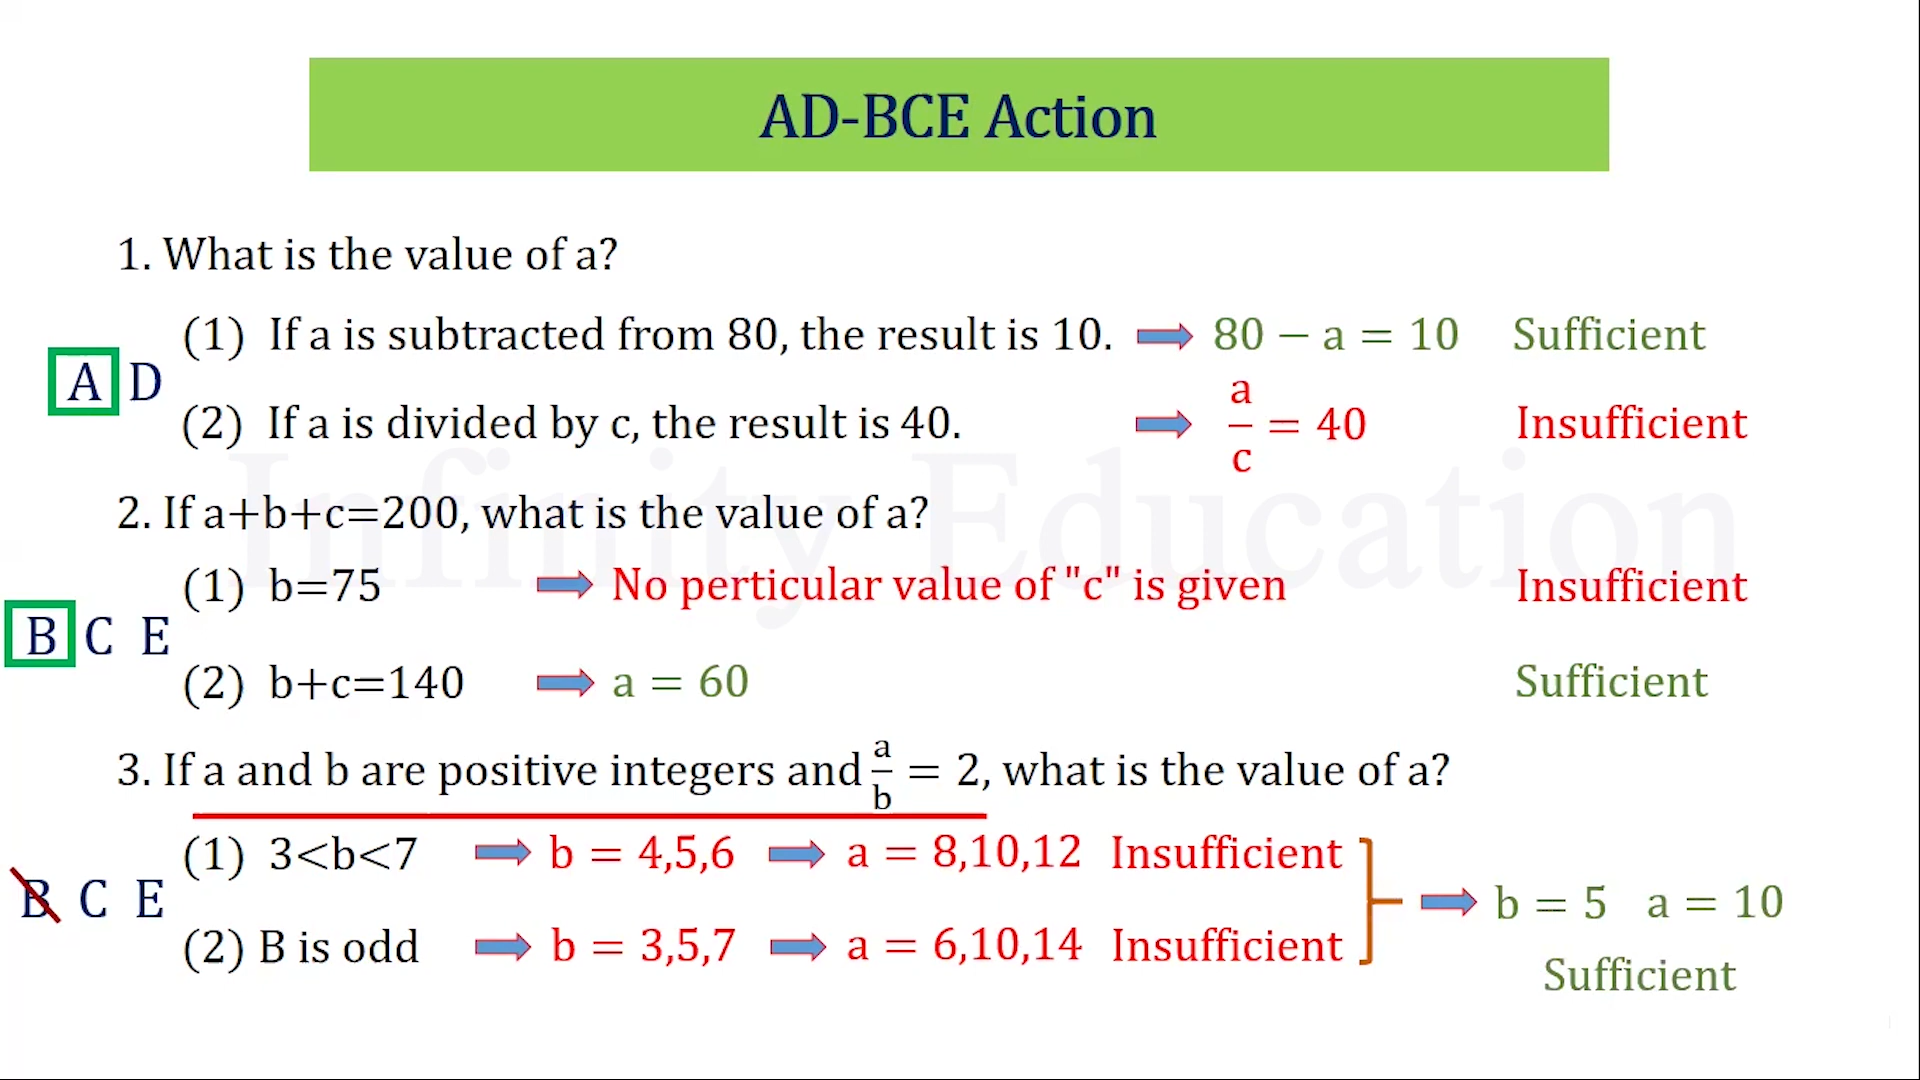 AD-BCE Action
1. What is the value of a?
(1) If a is subtracted from 80, the result is 10. 80 − a = 10 Sufficient
A D
(2) If a is divided by c, the result is 40. a/c = 40 Insufficient
Infinity Education
2. If a+b+c=200, what is the value of a?
(1) b=75 No perticular value of "c" is given Insufficient
B C E
(2) b+c=140 a = 60 Sufficient
3. If a and b are positive integers and a/b = 2, what is the value of a?
(1) 3<b<7 b = 4,5,6 a = 8,10,12 Insufficient
B C E
b = 5 a = 10
(2) B is odd b = 3,5,7 a = 6,10,14 Insufficient
Sufficient